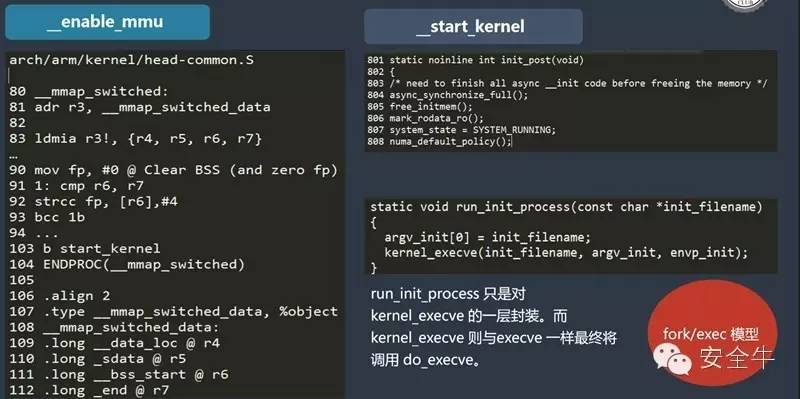 __enable_mmu
arch/arm/kernel/head-common.S
80 __mmap_switched:
81 adr r3, __mmap_switched_data
82
83 ldmia r3!, {r4, r5, r6, r7}
…
90 mov fp, #0 @ Clear BSS (and zero fp)
91 1: cmp r6, r7
92 strcc fp, [r6],#4
93 bcc 1b
94 ...
103 b start_kernel
104 ENDPROC(__mmap_switched)
105
106 .align 2
107 .type __mmap_switched_data, %object
108 __mmap_switched_data:
109 .long __data_loc @ r4
110 .long _sdata @ r5
111 .long __bss_start @ r6
112 .long _end @ r7
__start_kernel
801 static noinline int init_post(void)
802 {
803 /* need to finish all async __init code before freeing the memory */
804 async_synchronize_full();
805 free_initmem();
806 mark_rodata_ro();
807 system_state = SYSTEM_RUNNING;
808 numa_default_policy();
static void run_init_process(const char *init_filename)
{
argv_init[0] = init_filename;
kernel_execve(init_filename, argv_init, envp_init);
}
run_init_process 只是对
kernel_execve 的一层封装。而
kernel_execve 则与execve 一样最终将
调用 do_execve。
fork/exec 模型
安全牛